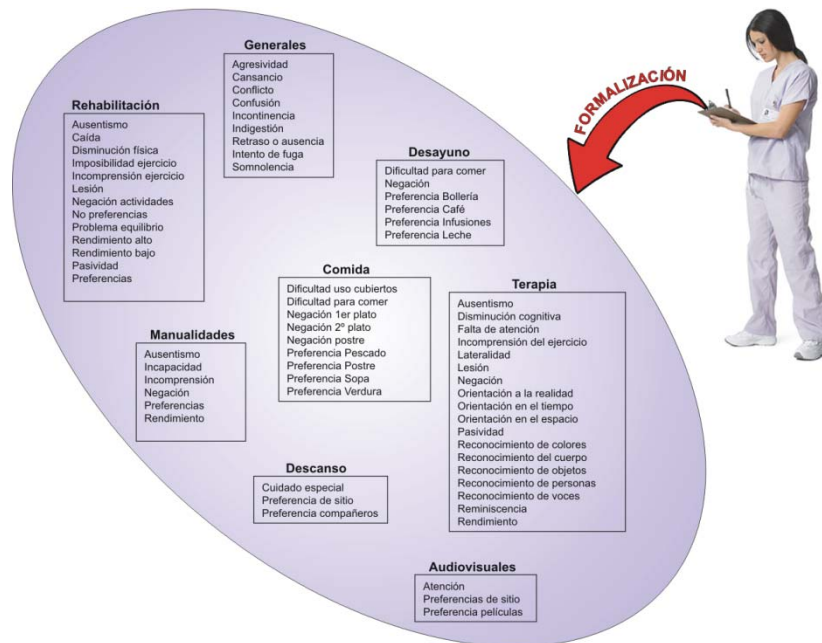 Generales
Agresividad
Cansancio
Conflicto
Confusión
Incontinencia
Indigestión
Retraso o ausencia
Intento de fuga
Somnolencia
FORMALIZACIÓN
Rehabilitación
Ausentismo
Caída
Disminución física
Imposibilidad ejercicio
Incomprensión ejercicio
Lesión
Negación actividades
No preferencias
Problema equilibrio
Rendimiento alto
Rendimiento bajo
Pasividad
Preferencias
Desayuno
Dificultad para comer
Negación
Preferencia Bollería
Preferencia Café
Preferencia Infusiones
Preferencia Leche
Comida
Dificultad uso cubiertos
Dificultad para comer
Negación 1er plato
Negación 2º plato
Negación postre
Preferencia Pescado
Preferencia Postre
Preferencia Sopa
Preferencia Verdura
Terapia
Ausentismo
Disminución cognitiva
Falta de atención
Incomprensión del ejercicio
Lateralidad
Lesión
Negación
Orientación a la realidad
Orientación en el tiempo
Orientación en el espacio
Pasividad
Reconocimiento de colores
Reconocimiento del cuerpo
Reconocimiento de objetos
Reconocimiento de personas
Reconocimiento de voces
Reminiscencia
Rendimiento
Manualidades
Ausentismo
Incapacidad
Incomprensión
Negación
Preferencias
Rendimiento
Descanso
Cuidado especial
Preferencia de sitio
Preferencia compañeros
Audiovisuales
Atención
Preferencias de sitio
Preferencia películas